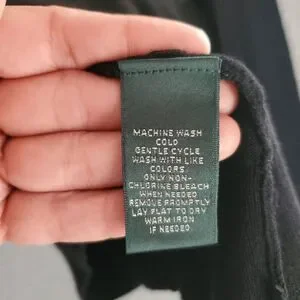 MACHINE WASH
COLD
GENTLE CYCLE
WASH WITH LIKE
COLORS
ONLY NON-
CHLORINE BLEACH
WHEN NEEDED
REMOVE PROMPTLY
LAY FLAT TO DRY
WARM IRON
IF NEEDED